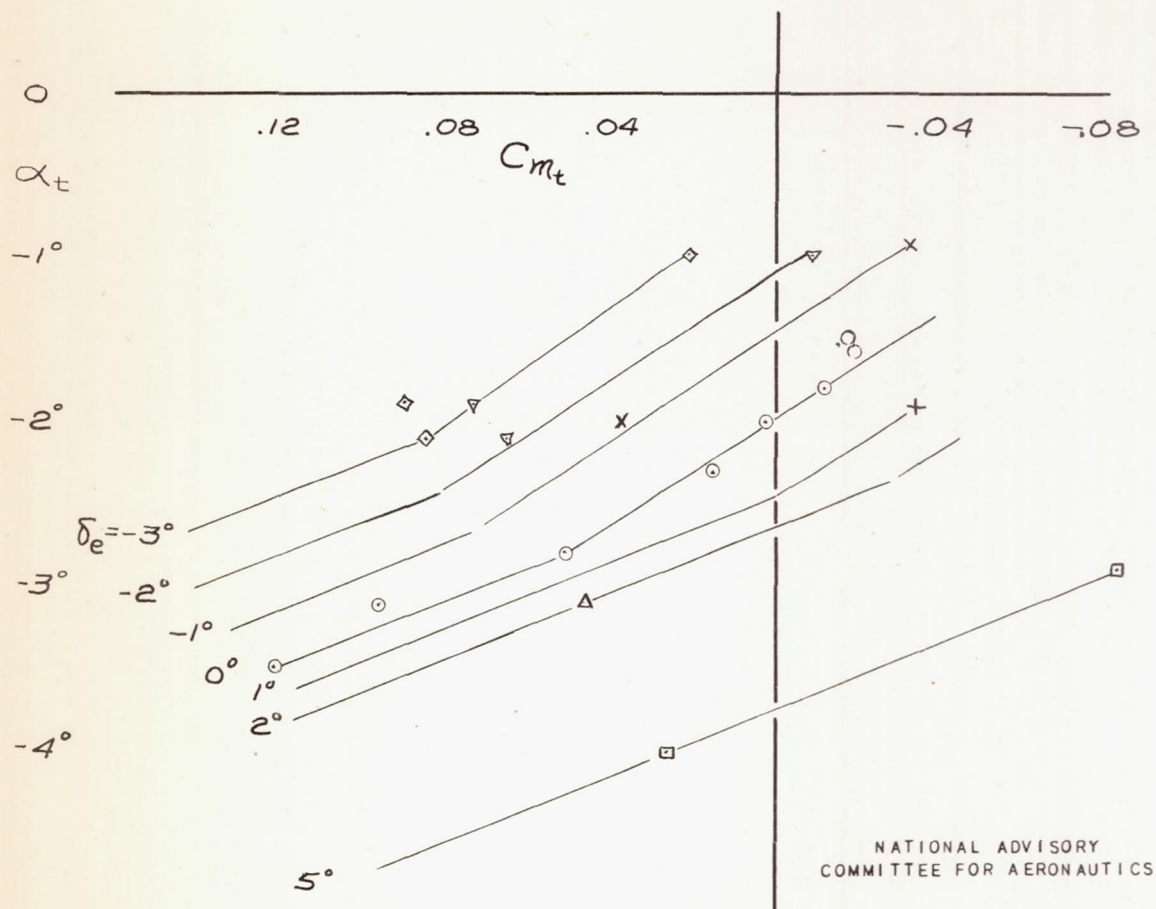 0
.12 .08 .04 -.04 -.08
Cmt
αt
-1°
-2°
δe=-3°
-3°
-2°
-1°
0°
1°
2°
-4°
5°
NATIONAL ADVISORY
COMMITTEE FOR AERONAUTICS